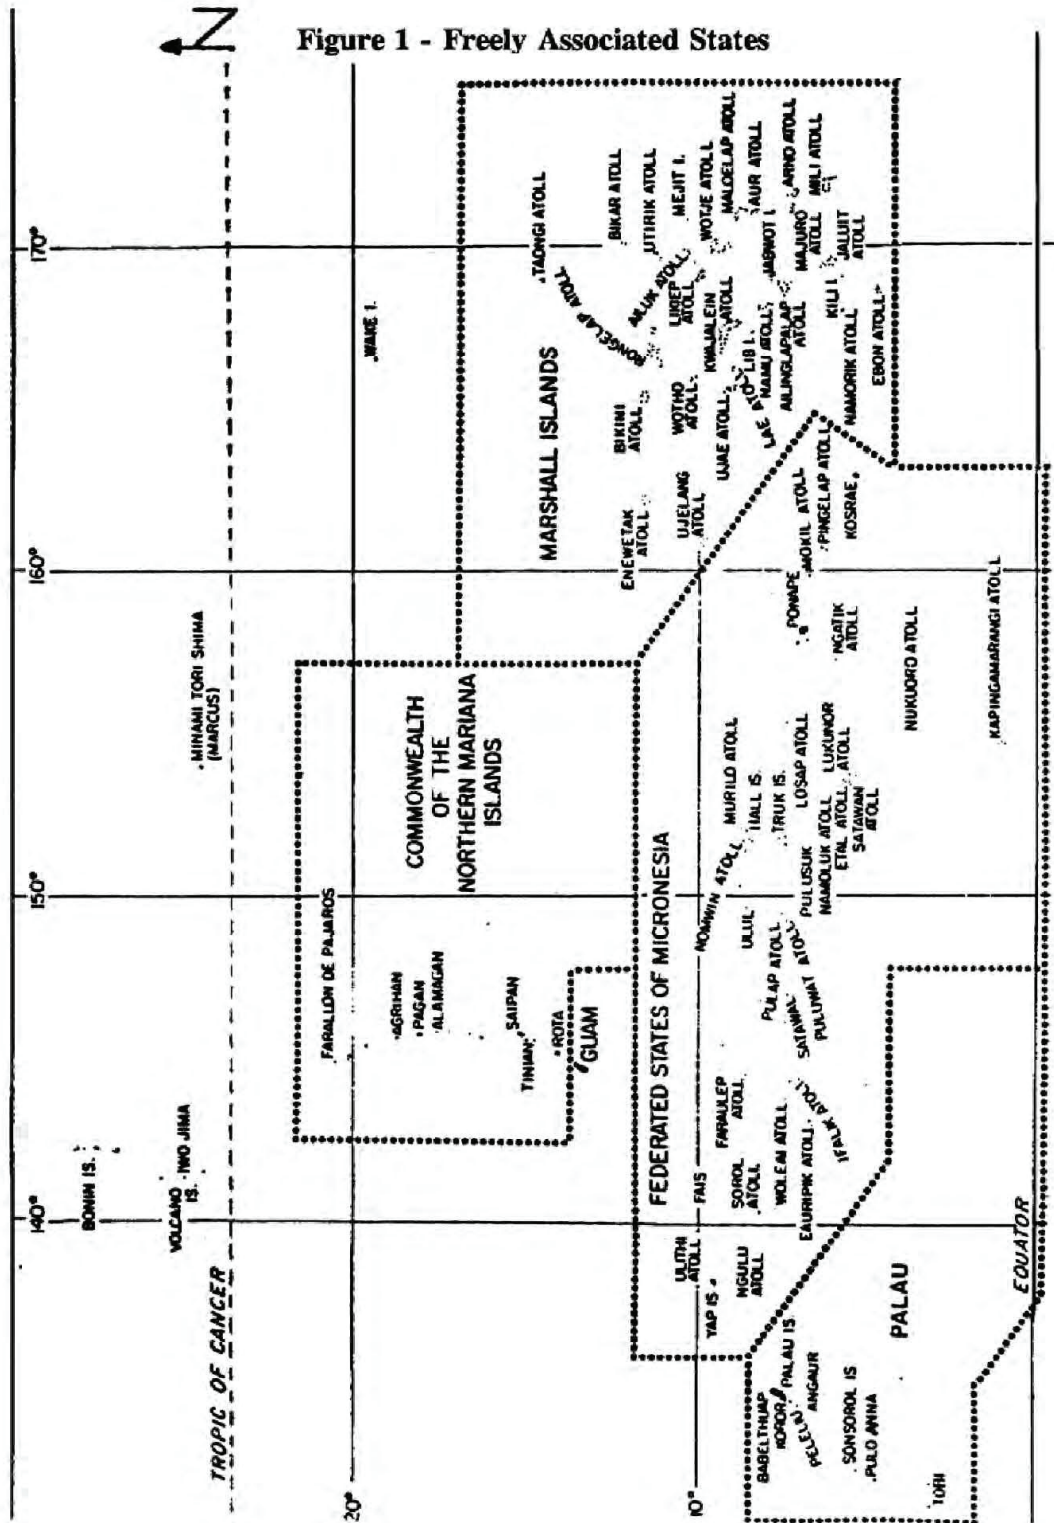 Figure 1 - Freely Associated States
140°
150°
160°
170°
BONIN IS.
VOLCANO
IS.
IWO JIMA
MINAMI TORI SHIMA
(MARCUS)
TROPIC OF CANCER
20°
WAKE I.
FARALLON DE PAJAROS
AGRIHAN
PAGAN
ALAMAGAN
SAIPAN
TINIAN
ROTA
GUAM
COMMONWEALTH
OF THE
NORTHERN MARIANA
ISLANDS
MARSHALL ISLANDS
TAONGI ATOLL
BIKAR ATOLL
UTIRIK ATOLL
MEJIT I.
RONGELAP ATOLL
AILUK ATOLL
LIKIEP
ATOLL
WOTJE ATOLL
MALOELAP ATOLL
AUR ATOLL
BIKINI
ATOLL
ENEWETAK
ATOLL
WOTHO
ATOLL
UJELANG
ATOLL
UJAE ATOLL
KWAJALEIN
ATOLL
LAE ATOLL
LIB I.
NAMU ATOLL
JABWOT I.
AILINGLAPALAP
ATOLL
MAJURO
ATOLL
ARNO ATOLL
MILI ATOLL
KILI I.
JALUIT
ATOLL
NAMORIK ATOLL
EBON ATOLL
FEDERATED STATES OF MICRONESIA
10°
ULITHI
ATOLL
YAP IS
FAIS
NGULU
ATOLL
SOROL
ATOLL
FARAULEP
ATOLL
WOLEAI ATOLL
EAURIPIK ATOLL
IFALIK ATOLL
SATAWAL
PULAP ATOLL
PULUWAT ATOLL
ULUL
NOMWIN ATOLL
MURILO ATOLL
HALL IS.
TRUK IS.
PULUSUK
LOSAP ATOLL
NAMOLUK ATOLL
ETAL ATOLL
LUKUNOR
ATOLL
SATAWAN
ATOLL
PONAPE
MOKIL ATOLL
PINGELAP ATOLL
KOSRAE
NGATIK
ATOLL
NUKUORO ATOLL
KAPINGAMARANGI ATOLL
BABELTHUAP
KOROR
PALAU IS.
PELELIU
ANGAUR
SONSOROL IS
PULO ANNA
TOBI
PALAU
EQUATOR